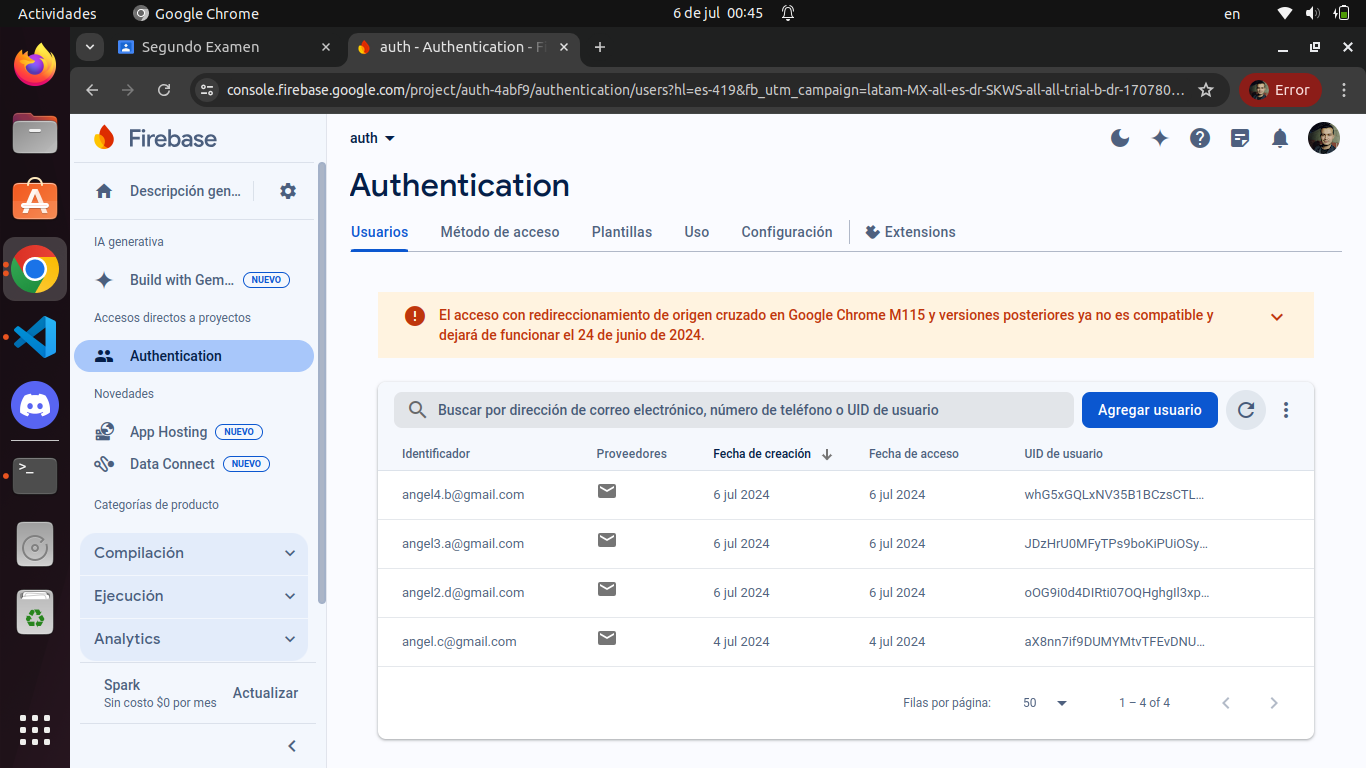 Actividades
Google Chrome
6 de jul 00:45
en
Segundo Examen
auth - Authentication - Fi
console.firebase.google.com/project/auth-4abf9/authentication/users?hl=es-419&fb_utm_campaign=latam-MX-all-es-dr-SKWS-all-all-trial-b-dr-170780...
Error
Firebase
auth
Descripción gen...
Authentication
Usuarios
Método de acceso
Plantillas
Uso
Configuración
Extensions
IA generativa
Build with Gem... NUEVO
Accesos directos a proyectos
Authentication
Novedades
App Hosting NUEVO
Data Connect NUEVO
Categorías de producto
Compilación
Ejecución
Analytics
Spark
Sin costo $0 por mes
Actualizar
El acceso con redireccionamiento de origen cruzado en Google Chrome M115 y versiones posteriores ya no es compatible y
dejará de funcionar el 24 de junio de 2024.
Buscar por dirección de correo electrónico, número de teléfono o UID de usuario
Agregar usuario
Identificador Proveedores Fecha de creación Fecha de acceso UID de usuario
angel4.b@gmail.com 6 jul 2024 6 jul 2024 whG5xGQLxNV35B1BCzsCTL...
angel3.a@gmail.com 6 jul 2024 6 jul 2024 JDzHrU0MFyTPs9boKiPUiOSy...
angel2.d@gmail.com 6 jul 2024 6 jul 2024 oOG9i0d4DIRti07OQHghgIl3xp...
angel.c@gmail.com 4 jul 2024 4 jul 2024 aX8nn7if9DUMYMtvTFEvDNU...
Filas por página: 50 1 – 4 of 4